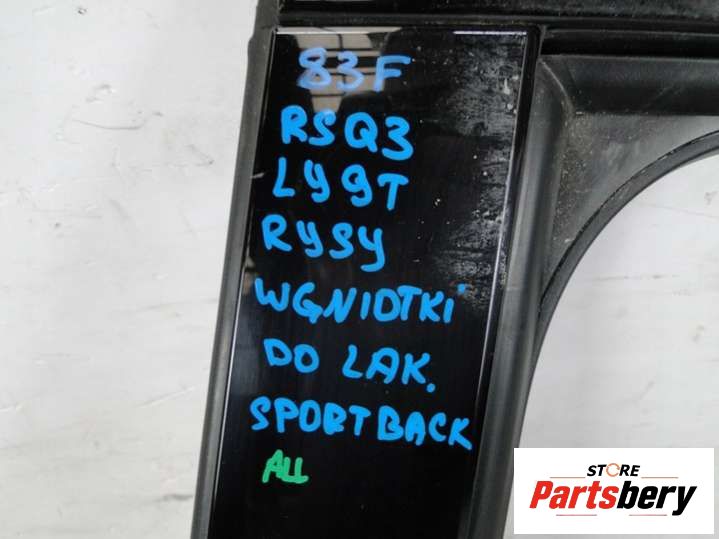 83F
RSQ3
LY9T
RYSY
WGNIOTKI
DO LAK.
SPORTBACK
ALL
STORE
Partsbery